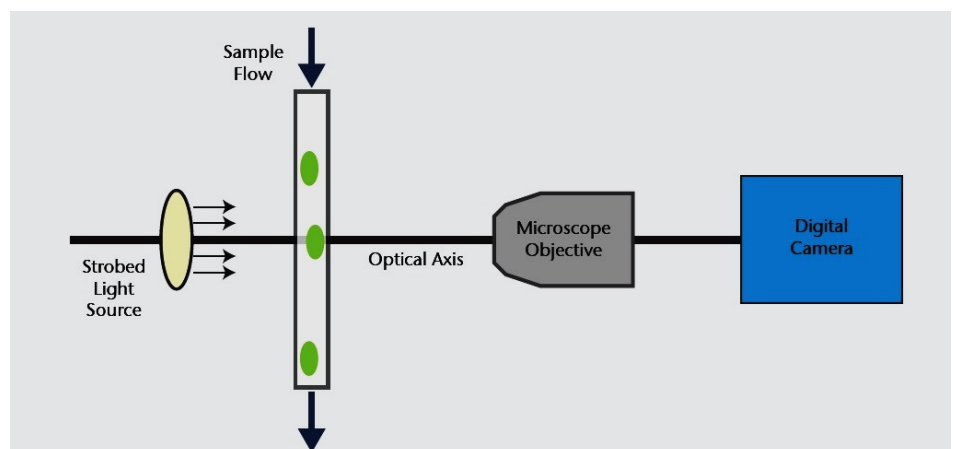 Sample
Flow
Strobed
Light
Source
Optical Axis
Microscope
Objective
Digital
Camera